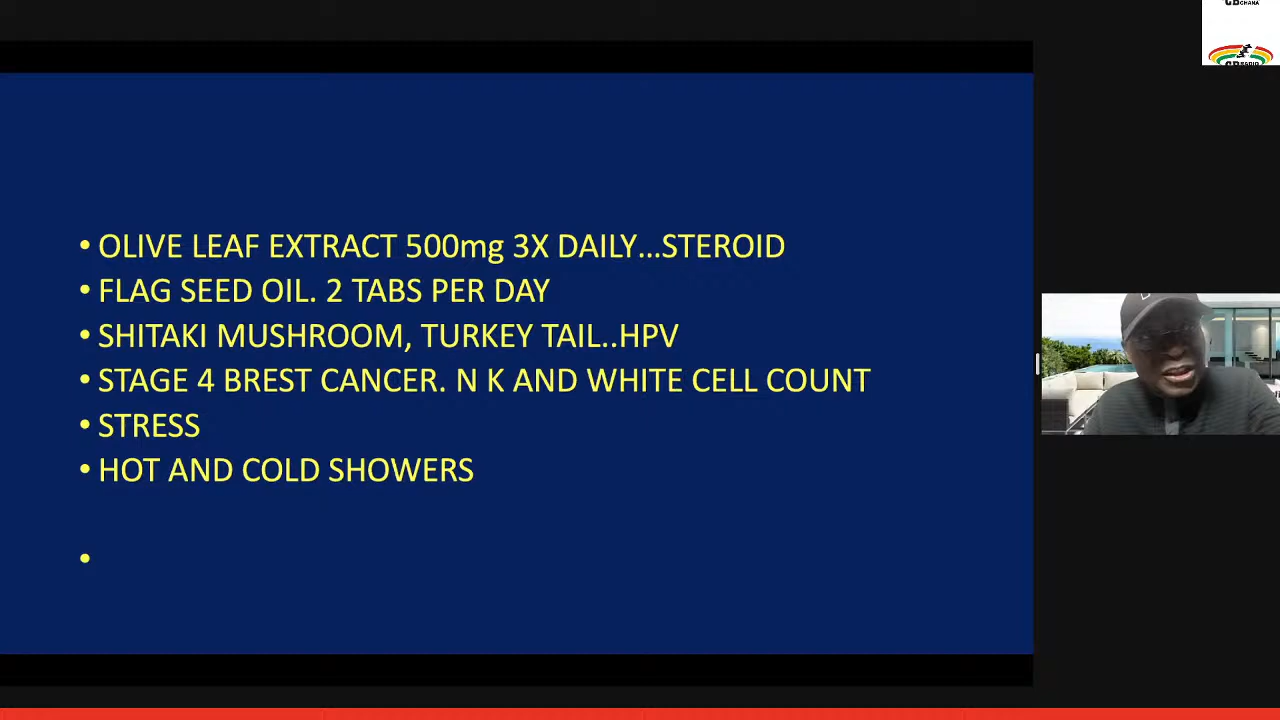 GHANA
• OLIVE LEAF EXTRACT 500mg 3X DAILY...STEROID
• FLAG SEED OIL. 2 TABS PER DAY
• SHITAKI MUSHROOM, TURKEY TAIL..HPV
• STAGE 4 BREST CANCER. N K AND WHITE CELL COUNT
• STRESS
• HOT AND COLD SHOWERS
•